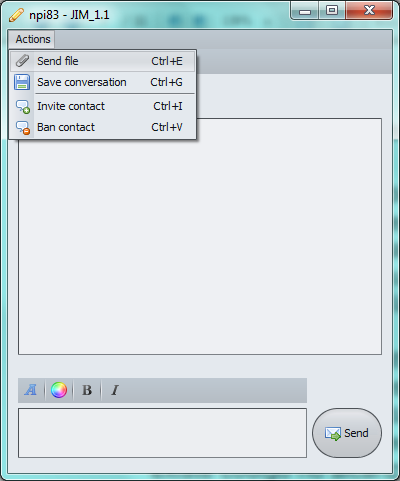 npi83 - JIM_1.1
Actions
Send file Ctrl+E
Save conversation Ctrl+G
Invite contact Ctrl+I
Ban contact Ctrl+V
A B I
Send